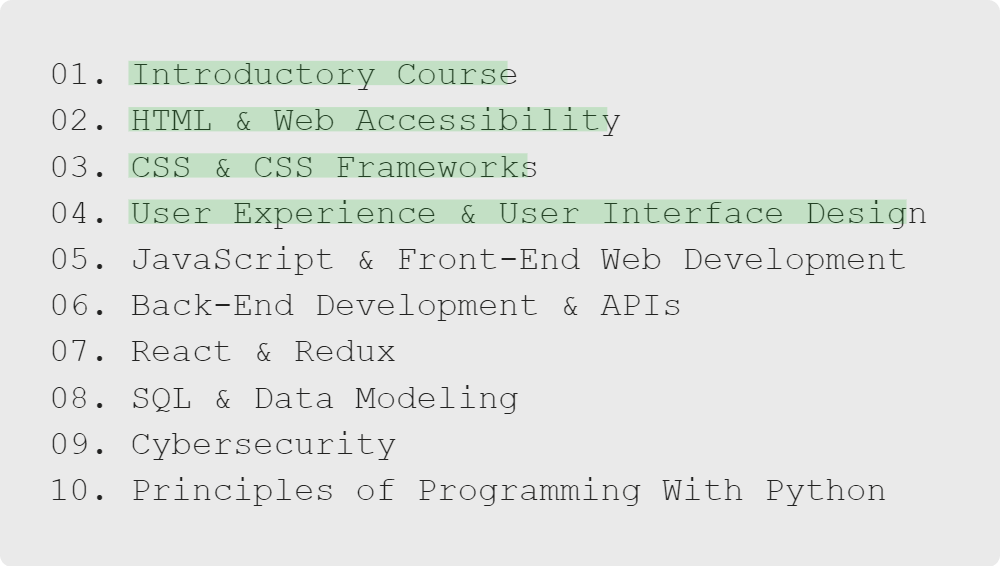 01. Introductory Course
02. HTML & Web Accessibility
03. CSS & CSS Frameworks
04. User Experience & User Interface Design
05. JavaScript & Front-End Web Development
06. Back-End Development & APIs
07. React & Redux
08. SQL & Data Modeling
09. Cybersecurity
10. Principles of Programming With Python